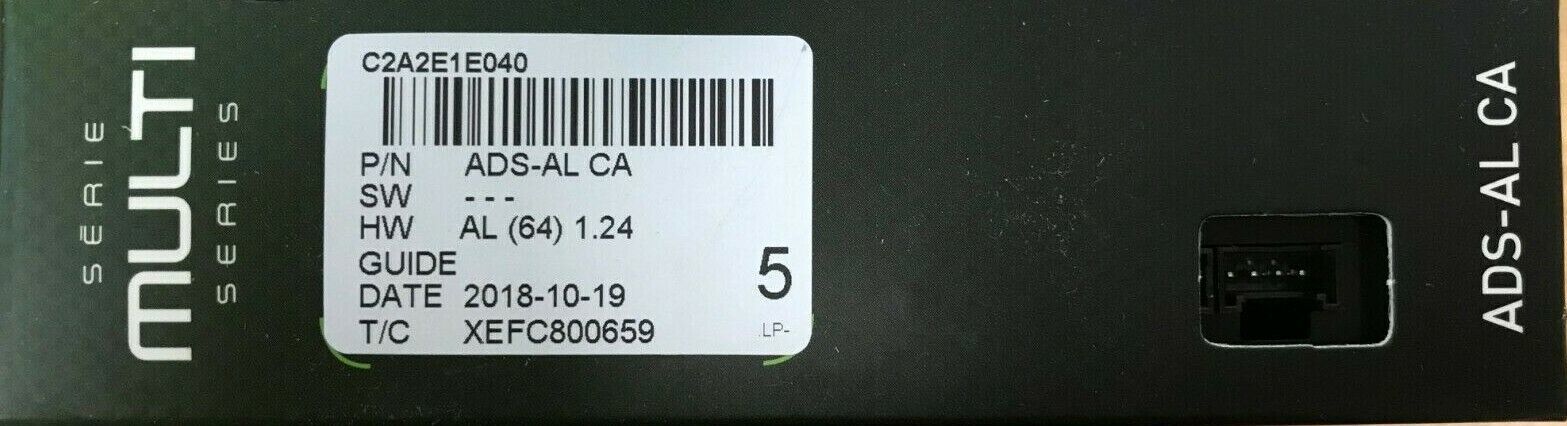 SÉRIE
MULTI
SERIES
C2A2E1E040
P/N ADS-AL CA
SW - - -
HW AL (64) 1.24
GUIDE
DATE 2018-10-19
T/C XEFC800659
5
LP-
ADS-AL CA